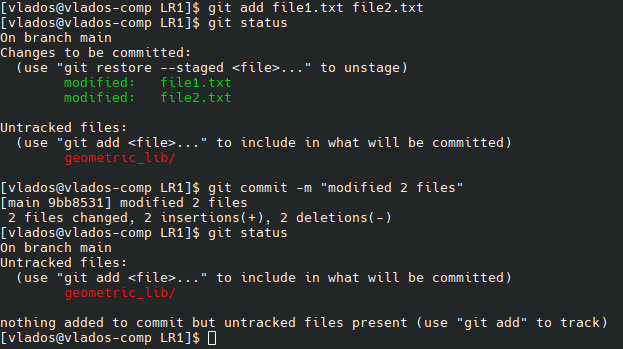 [vlados@vlados-comp LR1]$ git add file1.txt file2.txt
[vlados@vlados-comp LR1]$ git status
On branch main
Changes to be committed:
  (use "git restore --staged <file>..." to unstage)
        modified:   file1.txt
        modified:   file2.txt

Untracked files:
  (use "git add <file>..." to include in what will be committed)
        geometric_lib/

[vlados@vlados-comp LR1]$ git commit -m "modified 2 files"
[main 9bb8531] modified 2 files
 2 files changed, 2 insertions(+), 2 deletions(-)
[vlados@vlados-comp LR1]$ git status
On branch main
Untracked files:
  (use "git add <file>..." to include in what will be committed)
        geometric_lib/

nothing added to commit but untracked files present (use "git add" to track)
[vlados@vlados-comp LR1]$